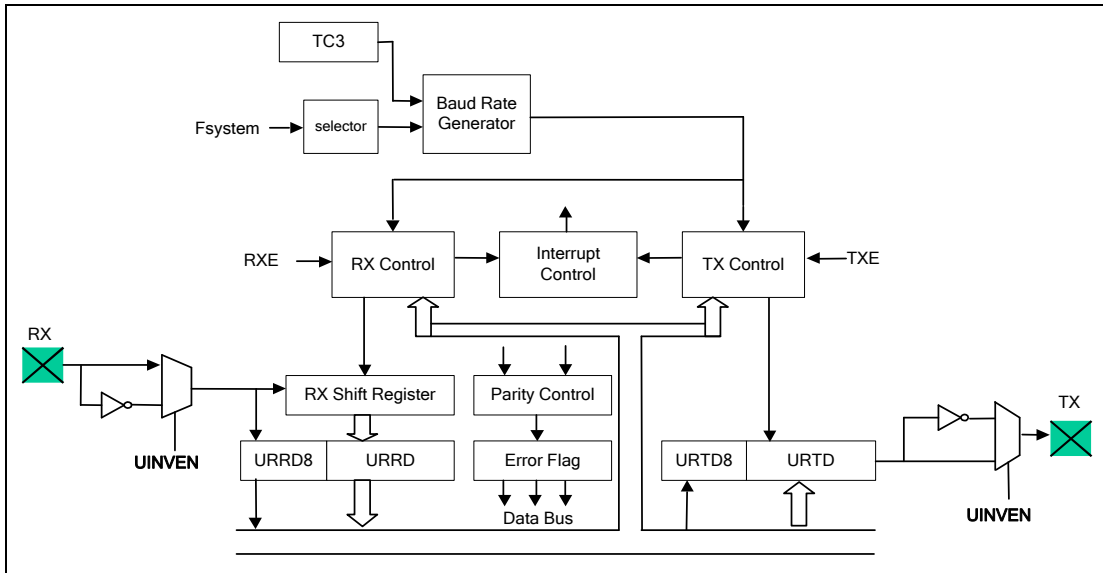 TC3
Baud Rate
Generator
Fsystem
selector
RXE
RX Control
Interrupt
Control
TX Control
TXE
RX
RX Shift Register
Parity Control
TX
UINVEN
URRD8
URRD
Error Flag
URTD8
URTD
Data Bus
UINVEN